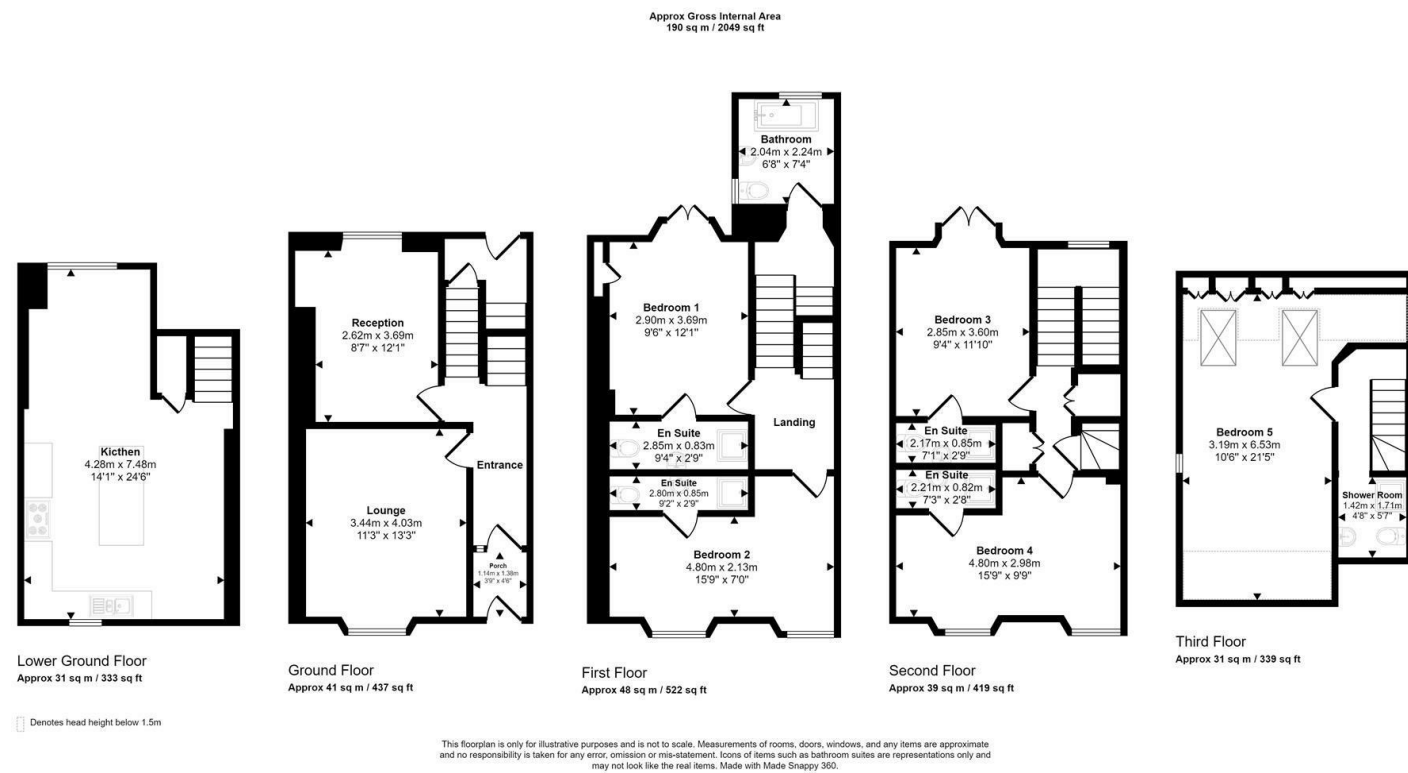 Approx Gross Internal Area
190 sq m / 2049 sq ft
Kicthen
4.28m x 7.48m
14'1" x 24'6"
Lower Ground Floor
Approx 31 sq m / 333 sq ft
Denotes head height below 1.5m
Reception
2.62m x 3.69m
8'7" x 12'1"
Lounge
3.44m x 4.03m
11'3" x 13'3"
Entrance
Porch
1.14m x 1.38m
3'9" x 4'6"
Ground Floor
Approx 41 sq m / 437 sq ft
Bathroom
2.04m x 2.24m
6'8" x 7'4"
Bedroom 1
2.90m x 3.69m
9'6" x 12'1"
Landing
En Suite
2.85m x 0.83m
9'4" x 2'9"
En Suite
2.80m x 0.85m
9'2" x 2'9"
Bedroom 2
4.80m x 2.13m
15'9" x 7'0"
First Floor
Approx 48 sq m / 522 sq ft
Bedroom 3
2.85m x 3.60m
9'4" x 11'10"
En Suite
2.17m x 0.85m
7'1" x 2'9"
En Suite
2.21m x 0.82m
7'3" x 2'8"
Bedroom 4
4.80m x 2.98m
15'9" x 9'9"
Second Floor
Approx 39 sq m / 419 sq ft
Bedroom 5
3.19m x 6.53m
10'6" x 21'5"
Shower Room
1.42m x 1.71m
4'8" x 5'7"
Third Floor
Approx 31 sq m / 339 sq ft
This floorplan is only for illustrative purposes and is not to scale. Measurements of rooms, doors, windows, and any items are approximate
and no responsibility is taken for any error, omission or mis-statement. Icons of items such as bathroom suites are representations only and
may not look like the real items. Made with Made Snappy 360.